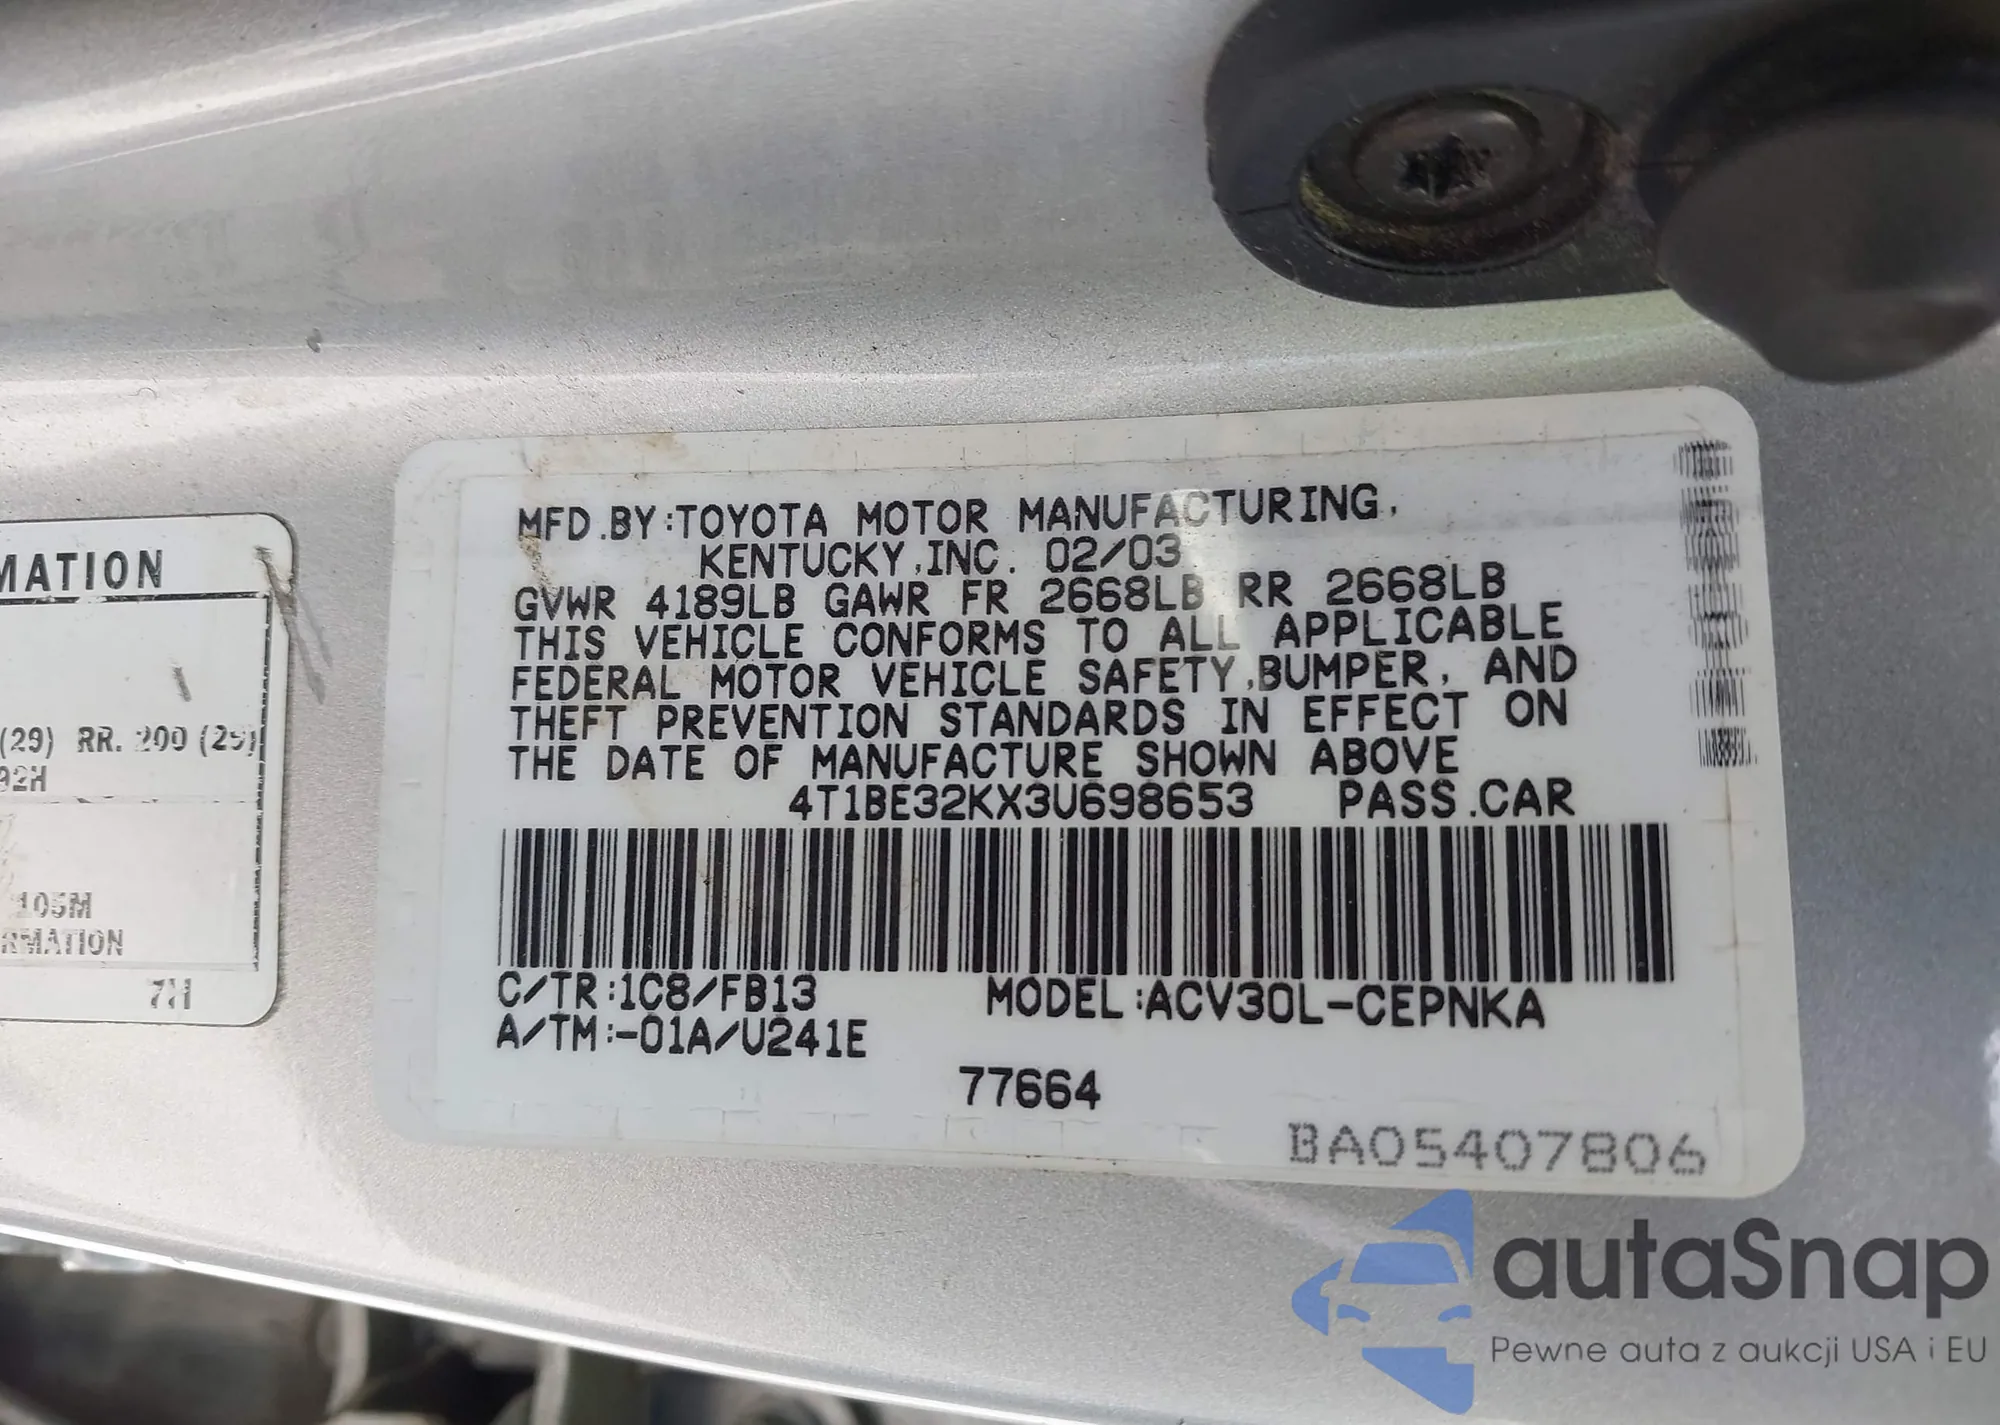 MATION
(29) RR. 200 (29)
92H
105M
RMATION
7H
MFD.BY:TOYOTA MOTOR MANUFACTURING,
KENTUCKY,INC. 02/03
GVWR 4189LB GAWR FR 2668LB RR 2668LB
THIS VEHICLE CONFORMS TO ALL APPLICABLE
FEDERAL MOTOR VEHICLE SAFETY,BUMPER, AND
THEFT PREVENTION STANDARDS IN EFFECT ON
THE DATE OF MANUFACTURE SHOWN ABOVE
4T1BE32KX3U698653 PASS.CAR
C/TR:1C8/FB13 MODEL:ACV30L-CEPNKA
A/TM:-01A/U241E
77664
BA05407806
autaSnap
Pewne auta z aukcji USA i EU